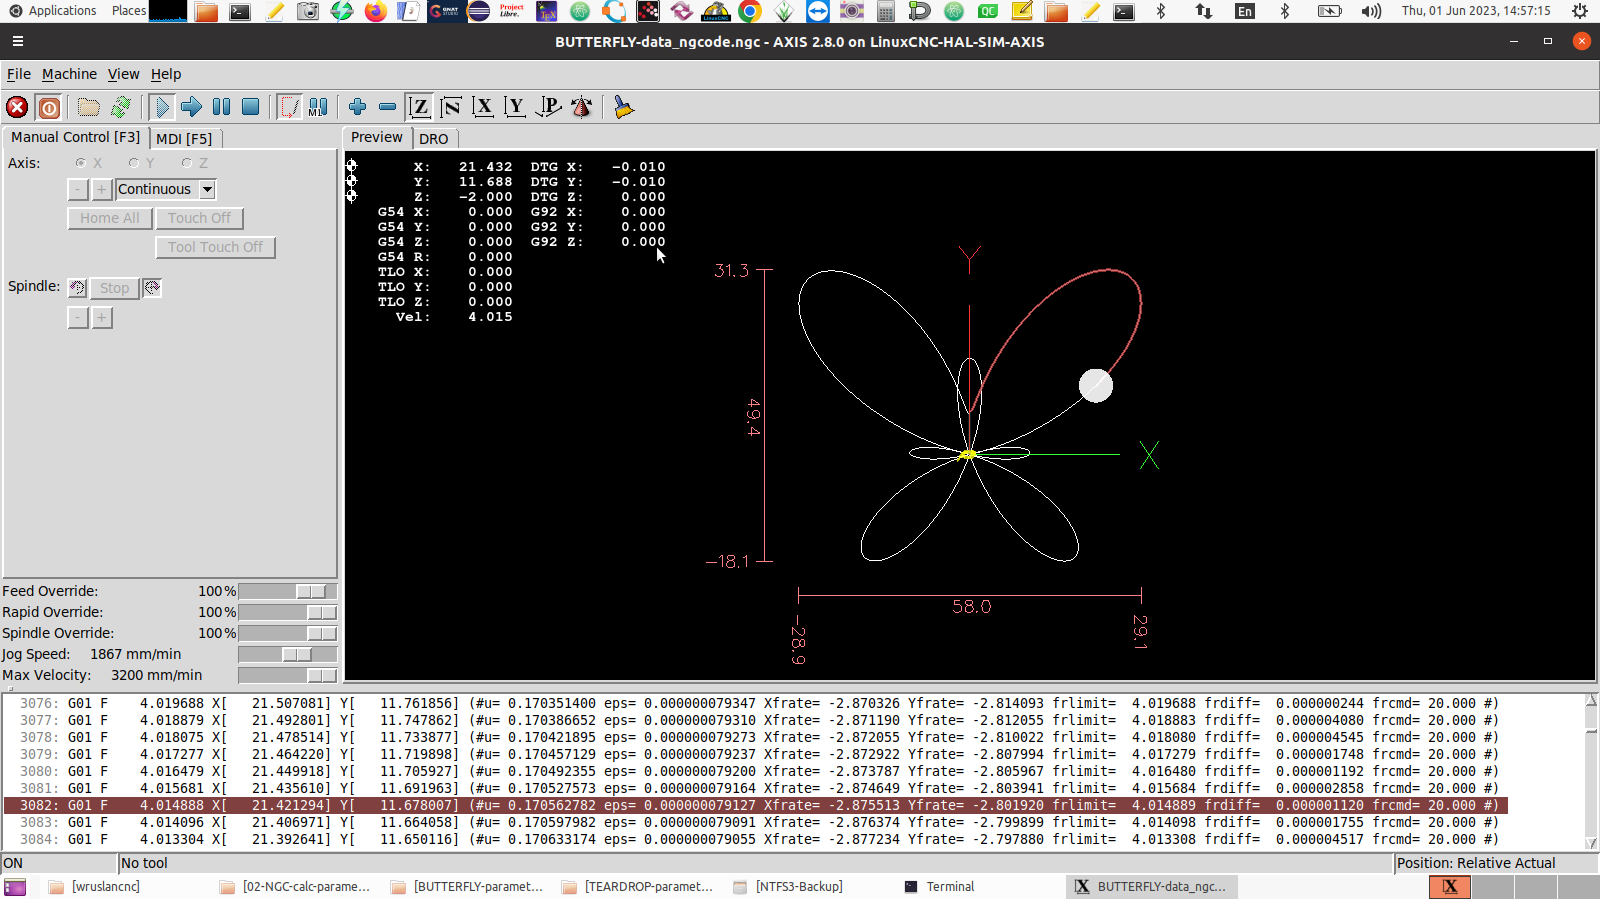 Applications Places En Thu, 01 Jun 2023, 14:57:15
BUTTERFLY-data_ngcode.ngc - AXIS 2.8.0 on LinuxCNC-HAL-SIM-AXIS
File Machine View Help
Manual Control [F3] MDI [F5] Preview DRO
Axis: X Y Z
- + Continuous
Home All Touch Off
Tool Touch Off
Spindle: Stop
- +
X: 21.432 DTG X: -0.010
Y: 11.688 DTG Y: -0.010
Z: -2.000 DTG Z: 0.000
G54 X: 0.000 G92 X: 0.000
G54 Y: 0.000 G92 Y: 0.000
G54 Z: 0.000 G92 Z: 0.000
G54 R: 0.000
TLO X: 0.000
TLO Y: 0.000
TLO Z: 0.000
Vel: 4.015
Y
31.3
49.4
X
-18.1
58.0
-28.9
29.1
Feed Override: 100%
Rapid Override: 100%
Spindle Override: 100%
Jog Speed: 1867 mm/min
Max Velocity: 3200 mm/min
3076: G01 F 4.019688 X[ 21.507081] Y[ 11.761856] (#u= 0.170351400 eps= 0.000000079347 Xfrate= -2.870326 Yfrate= -2.814093 frlimit= 4.019688 frdiff= 0.000000244 frcmd= 20.000 #)
3077: G01 F 4.018879 X[ 21.492801] Y[ 11.747862] (#u= 0.170386652 eps= 0.000000079310 Xfrate= -2.871190 Yfrate= -2.812055 frlimit= 4.018883 frdiff= 0.000004080 frcmd= 20.000 #)
3078: G01 F 4.018075 X[ 21.478514] Y[ 11.733877] (#u= 0.170421895 eps= 0.000000079273 Xfrate= -2.872055 Yfrate= -2.810022 frlimit= 4.018080 frdiff= 0.000004545 frcmd= 20.000 #)
3079: G01 F 4.017277 X[ 21.464220] Y[ 11.719898] (#u= 0.170457129 eps= 0.000000079237 Xfrate= -2.872922 Yfrate= -2.807994 frlimit= 4.017279 frdiff= 0.000001748 frcmd= 20.000 #)
3080: G01 F 4.016479 X[ 21.449918] Y[ 11.705927] (#u= 0.170492355 eps= 0.000000079200 Xfrate= -2.873787 Yfrate= -2.805967 frlimit= 4.016480 frdiff= 0.000001192 frcmd= 20.000 #)
3081: G01 F 4.015681 X[ 21.435610] Y[ 11.691963] (#u= 0.170527573 eps= 0.000000079164 Xfrate= -2.874649 Yfrate= -2.803941 frlimit= 4.015684 frdiff= 0.000002858 frcmd= 20.000 #)
3082: G01 F 4.014888 X[ 21.421294] Y[ 11.678007] (#u= 0.170562782 eps= 0.000000079127 Xfrate= -2.875513 Yfrate= -2.801920 frlimit= 4.014889 frdiff= 0.000001120 frcmd= 20.000 #)
3083: G01 F 4.014096 X[ 21.406971] Y[ 11.664058] (#u= 0.170597982 eps= 0.000000079091 Xfrate= -2.876374 Yfrate= -2.799899 frlimit= 4.014098 frdiff= 0.000001755 frcmd= 20.000 #)
3084: G01 F 4.013304 X[ 21.392641] Y[ 11.650116] (#u= 0.170633174 eps= 0.000000079055 Xfrate= -2.877234 Yfrate= -2.797880 frlimit= 4.013308 frdiff= 0.000004517 frcmd= 20.000 #)
ON No tool Position: Relative Actual
[wruslancnc] [02-NGC-calc-parame... [BUTTERFLY-paramet... [TEARDROP-paramet... [NTFS3-Backup] Terminal BUTTERFLY-data_ngc...